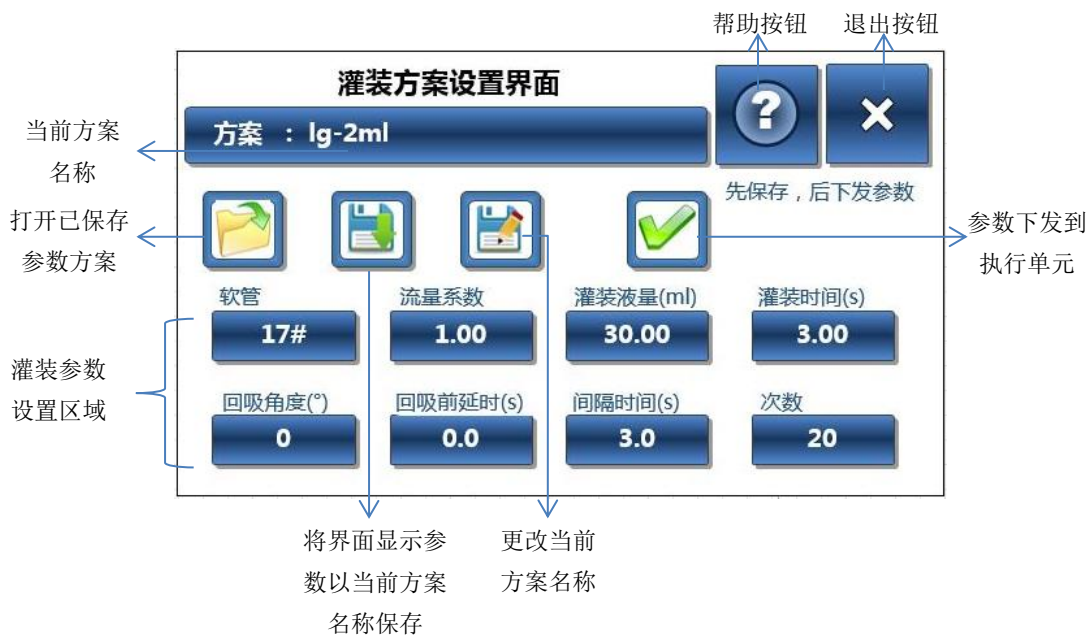 帮助按钮 退出按钮
灌装方案设置界面
方案 : lg-2ml
当前方案
名称
先保存，后下发参数
打开已保存
参数方案
参数下发到
执行单元
软管 流量系数 灌装液量(ml) 灌装时间(s)
17# 1.00 30.00 3.00
灌装参数
设置区域
回吸角度(°) 回吸前延时(s) 间隔时间(s) 次数
0 0.0 3.0 20
将界面显示参
数以当前方案
名称保存
更改当前
方案名称